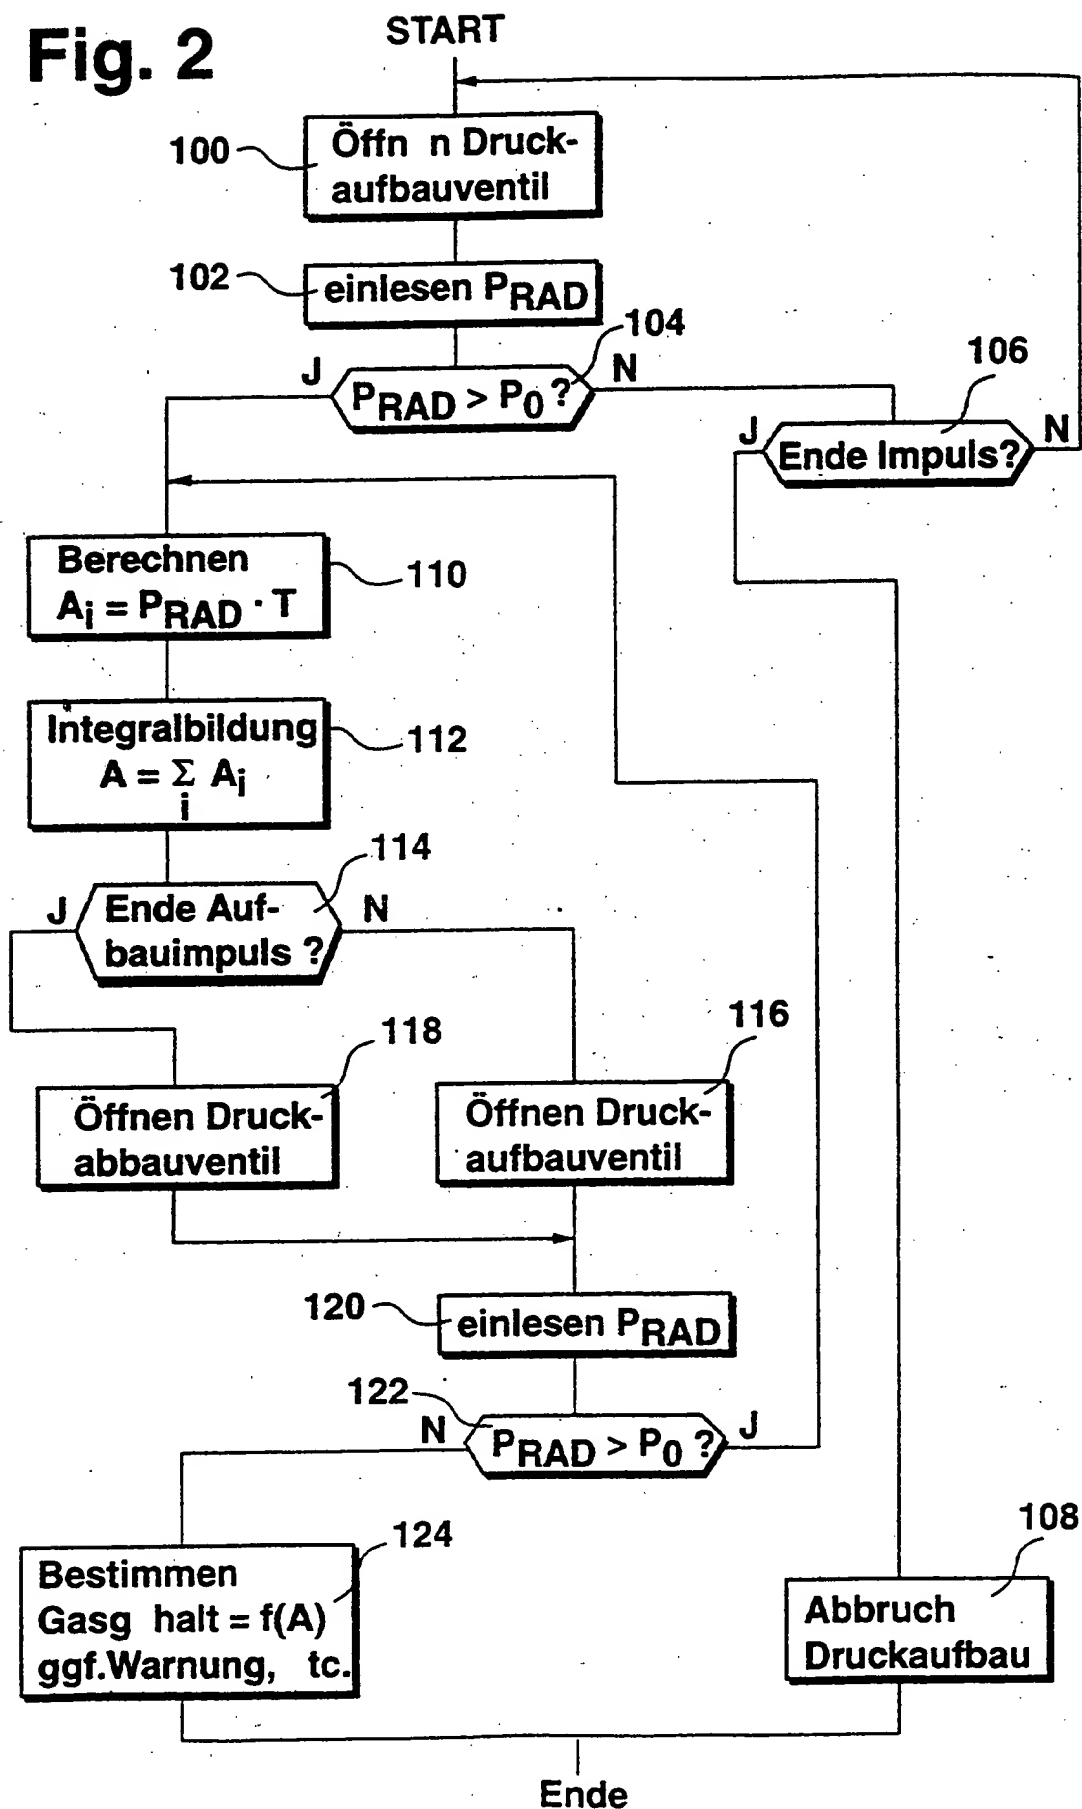 Fig. 2
START
100
Öffn n Druck-
aufbauventil
102
einlesen PRAD
104
J
PRAD > P0 ?
N
106
J
Ende Impuls?
N
Berechnen
Ai = PRAD · T
110
Integralbildung
A = Σ Ai
i
112
114
J
Ende Auf-
bauimpuls ?
N
118
116
Öffnen Druck-
abbauventil
Öffnen Druck-
aufbauventil
120
einlesen PRAD
122
N
PRAD > P0 ?
J
124
108
Bestimmen
Gasg halt = f(A)
ggf.Warnung, tc.
Abbruch
Druckaufbau
Ende